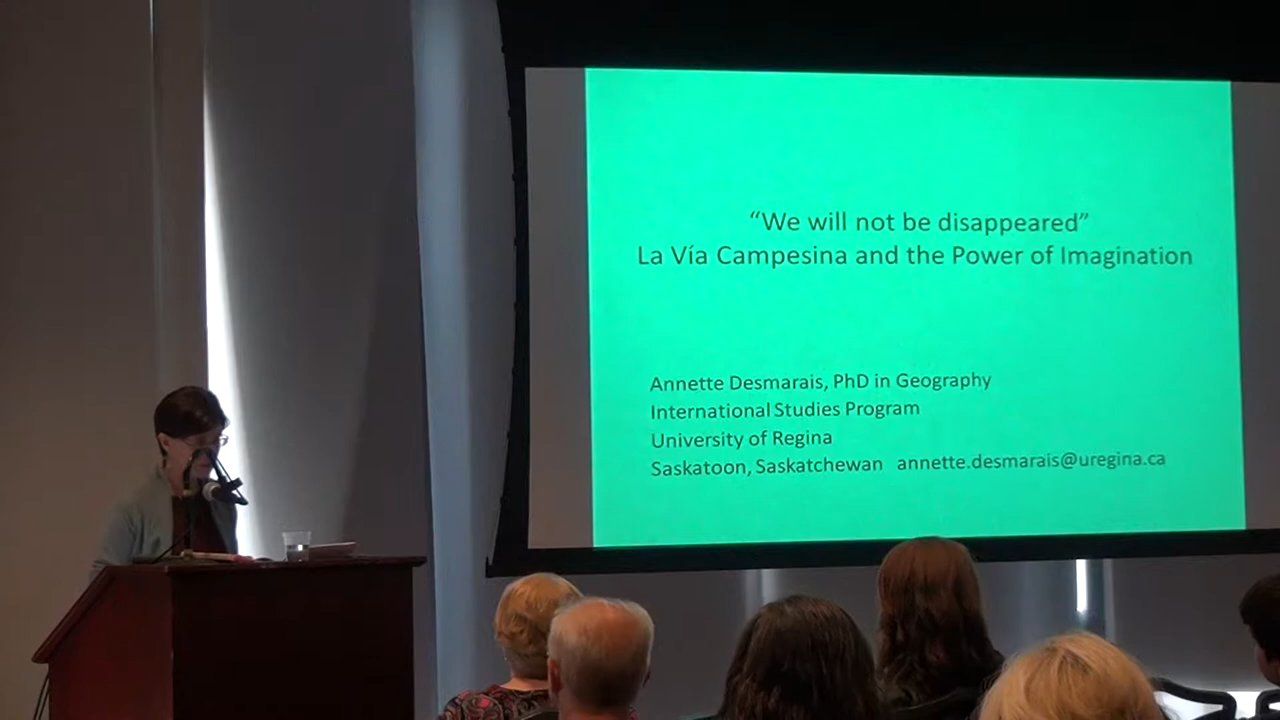 “We will not be disappeared”
La Vía Campesina and the Power of Imagination
Annette Desmarais, PhD in Geography
International Studies Program
University of Regina
Saskatoon, Saskatchewan annette.desmarais@uregina.ca